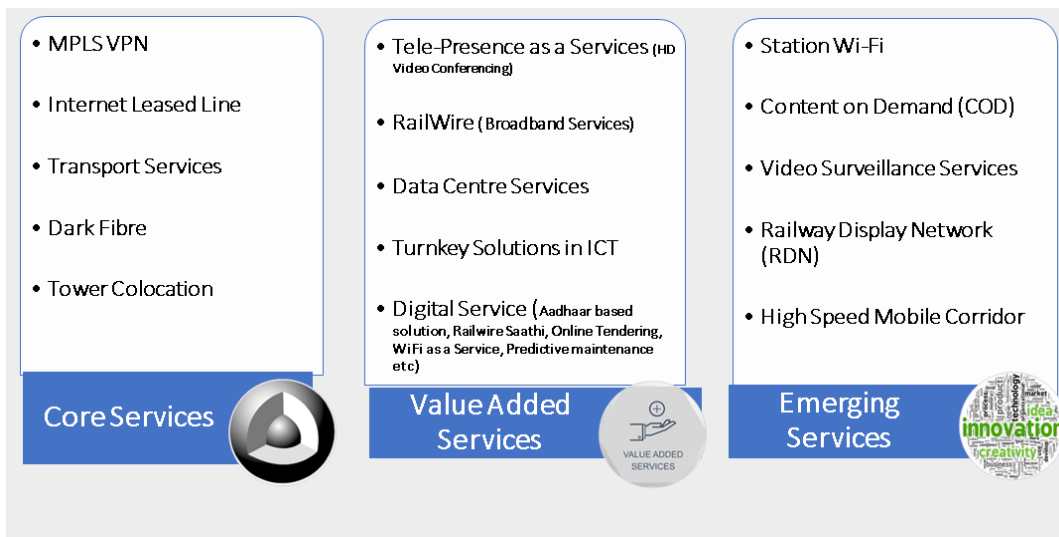 • MPLS VPN
• Internet Leased Line
• Transport Services
• Dark Fibre
• Tower Colocation
Core Services
• Tele-Presence as a Services (HD
Video Conferencing)
• RailWire (Broadband Services)
• Data Centre Services
• Turnkey Solutions in ICT
• Digital Service (Aadhaar based
solution, Railwire Saathi, Online Tendering,
WiFi as a Service, Predictive maintenance
etc)
Value Added
Services
VALUE ADDED
SERVICES
• Station Wi-Fi
• Content on Demand (COD)
• Video Surveillance Services
• Railway Display Network
(RDN)
• High Speed Mobile Corridor
Emerging
Services
market
product
technology
idea
innovation
creativity
business